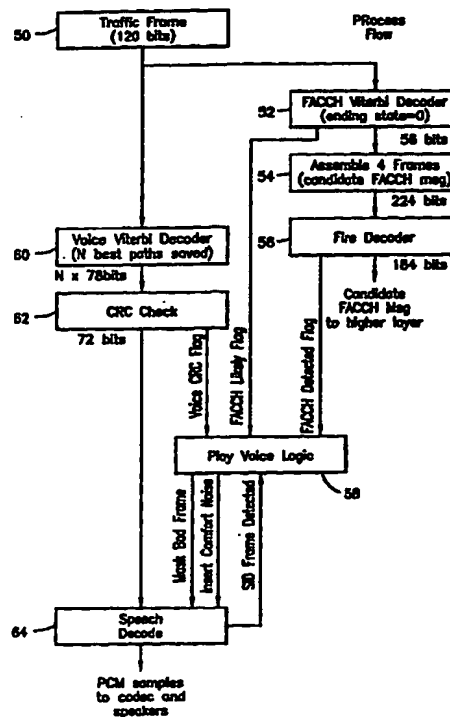 50
Traffic Frame
(120 bits)
PRocess
Flow
52
FACCH Viterbi Decoder
(ending state=0)
56 bits
54
Assemble 4 Frames
(candidate FACCH msg)
224 bits
56
Fire Decoder
184 bits
Candidate
FACCH Msg
to higher layer
60
Voice Viterbi Decoder
(N best paths saved)
N x 78bits
62
CRC Check
72 bits
Voice CRC Flag
FACCH Likely Flag
FACCH Detected Flag
Play Voice Logic
58
Mask Bad Frame
Insert Comfort Noise
SID Frame Detected
64
Speech
Decode
PCM samples
to codec and
speakers